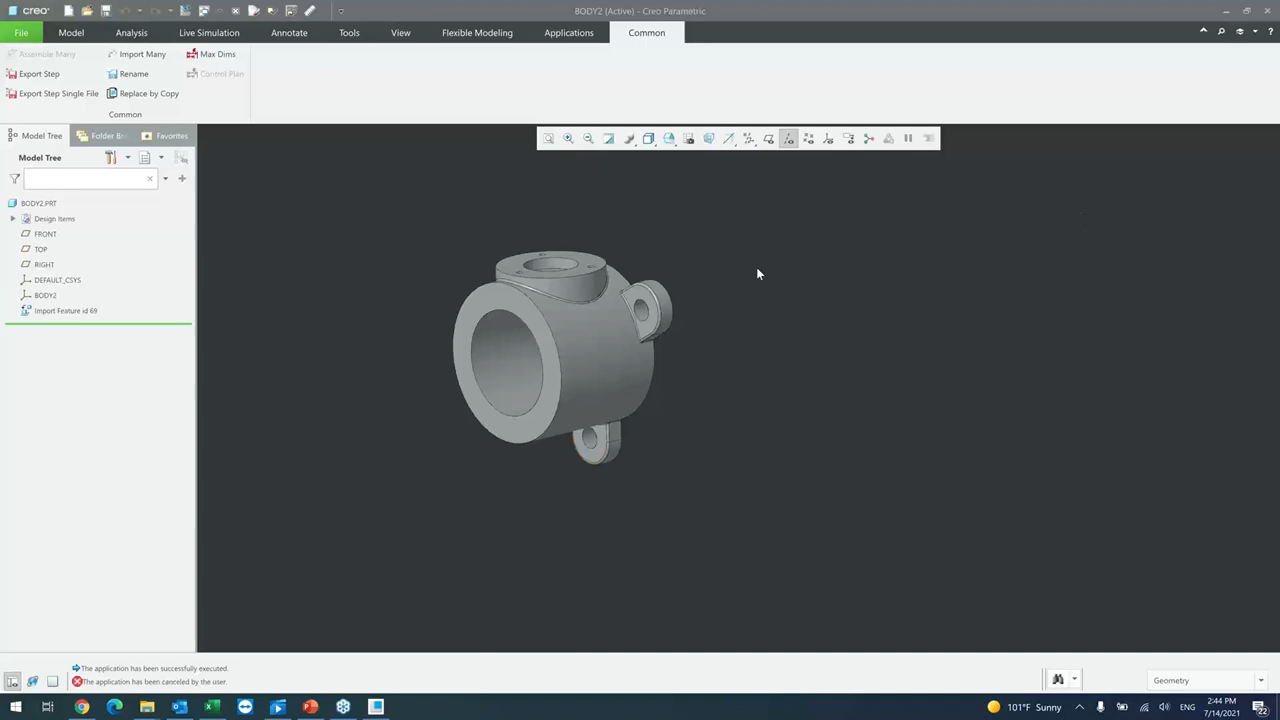 creo
BODY2 (Active) - Creo Parametric
File
Model
Analysis
Live Simulation
Annotate
Tools
View
Flexible Modeling
Applications
Common
Assemble Many
Import Many
Max Dims
Export Step
Rename
Control Plan
Export Step Single File
Replace by Copy
Common
Model Tree
Folder Br
Favorites
Model Tree
BODY2.PRT
Design Items
FRONT
TOP
RIGHT
DEFAULT_CSYS
BODY2
Import Feature id 69
The application has been successfully executed.
The application has been canceled by the user.
Geometry
101°F Sunny
ENG
2:44 PM
7/14/2021
22